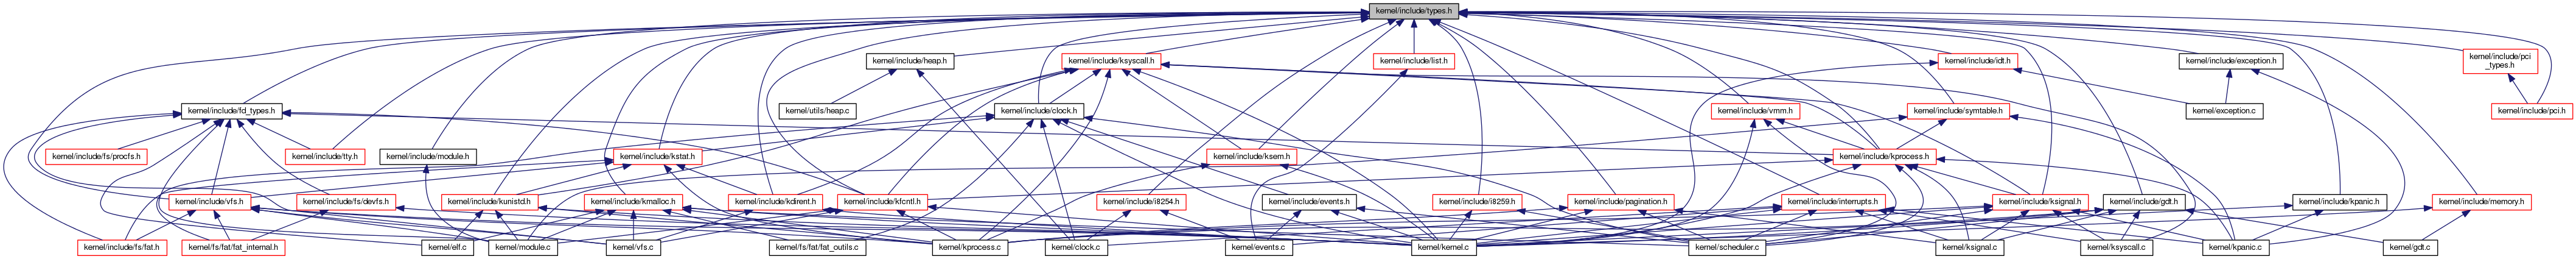 kernel/include/types.h
kernel/include/heap.h
kernel/include/ksyscall.h
kernel/include/list.h
kernel/include/idt.h
kernel/include/exception.h
kernel/include/pci
_types.h
kernel/include/fd_types.h
kernel/utils/heap.c
kernel/include/clock.h
kernel/include/vmm.h
kernel/include/symtable.h
kernel/exception.c
kernel/include/pci.h
kernel/include/fs/procfs.h
kernel/include/tty.h
kernel/include/module.h
kernel/include/kstat.h
kernel/include/ksem.h
kernel/include/kprocess.h
kernel/include/vfs.h
kernel/include/fs/devfs.h
kernel/include/kunistd.h
kernel/include/kmalloc.h
kernel/include/kdirent.h
kernel/include/kfcntl.h
kernel/include/i8254.h
kernel/include/events.h
kernel/include/i8259.h
kernel/include/pagination.h
kernel/include/interrupts.h
kernel/include/ksignal.h
kernel/include/gdt.h
kernel/include/kpanic.h
kernel/include/memory.h
kernel/include/fs/fat.h
kernel/fs/fat/fat_internal.h
kernel/elf.c
kernel/module.c
kernel/vfs.c
kernel/fs/fat/fat_utils.c
kernel/kprocess.c
kernel/clock.c
kernel/events.c
kernel/kernel.c
kernel/scheduler.c
kernel/ksignal.c
kernel/ksyscall.c
kernel/kpanic.c
kernel/gdt.c